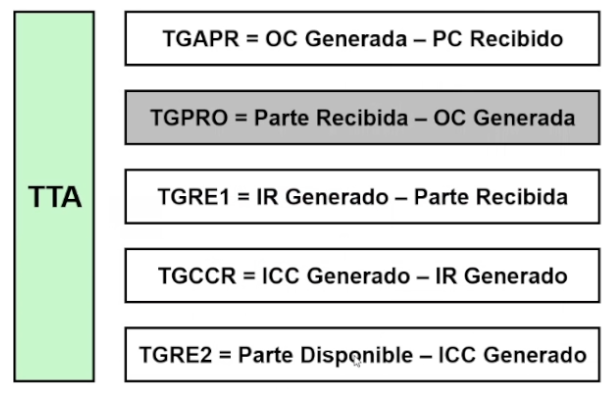 TTA
TGAPR = OC Generada – PC Recibido
TGPRO = Parte Recibida – OC Generada
TGRE1 = IR Generado – Parte Recibida
TGCCR = ICC Generado – IR Generado
TGRE2 = Parte Disponible – ICC Generado